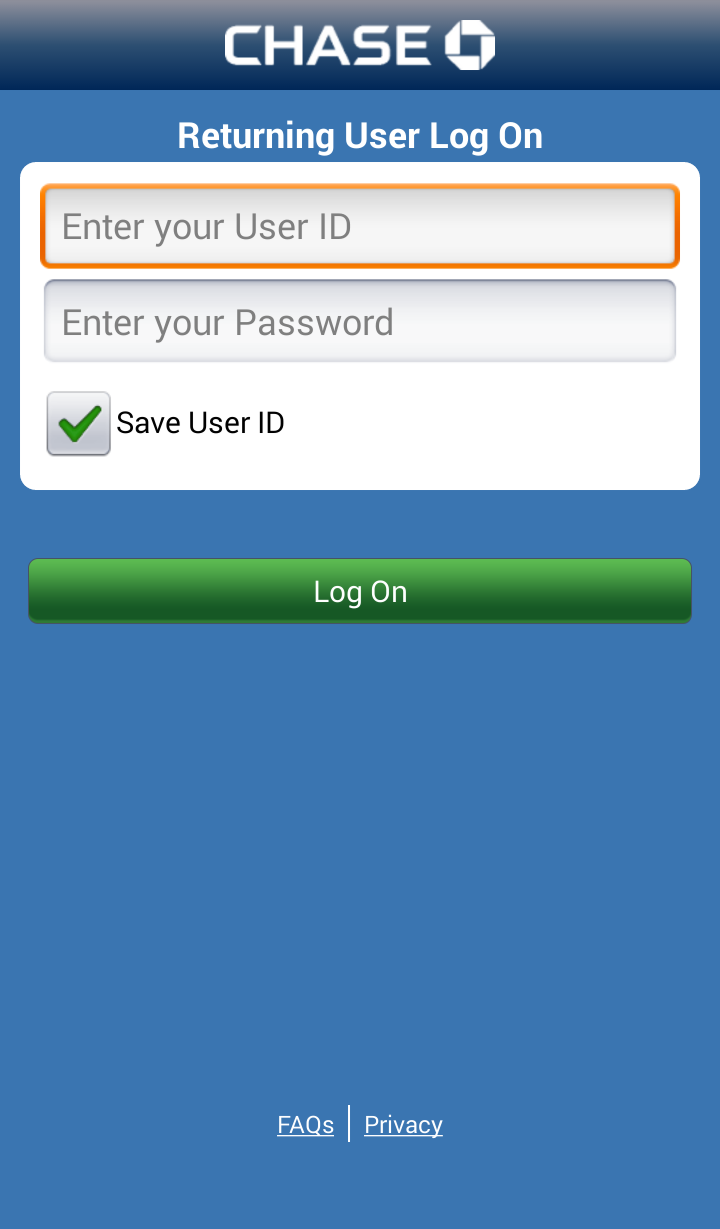 CHASE
Returning User Log On
Enter your User ID
Enter your Password
Save User ID
Log On
FAQs Privacy